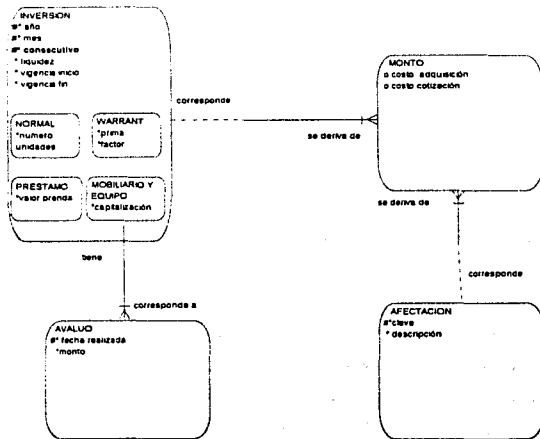 INVERSION
#* año
#* mes
#* consecutivo
* liquidez
* vigencia inicio
* vigencia fin
NORMAL
*numero
unidades
WARRANT
*prima
*factor
PRESTAMO
*valor prenda
MOBILIARIO Y
EQUIPO
*capitalización
corresponde
se deriva de
MONTO
o costo adquisición
o costo cotización
se deriva de
corresponde
tiene
corresponde a
AVALUO
#* fecha realizada
*monto
AFECTACION
#*clave
* descripción